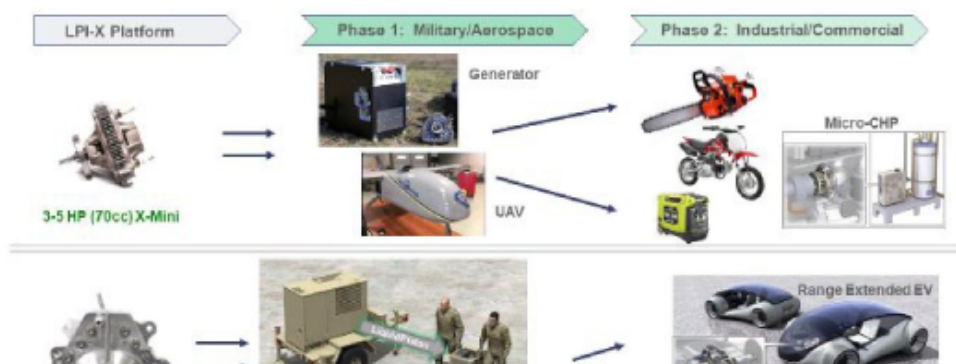 LPI-X Platform
Phase 1: Military/Aerospace
Phase 2: Industrial/Commercial
Generator
Micro-CHP
3-5 HP (70cc) X-Mini
UAV
Range Extended EV
LiquidPiston